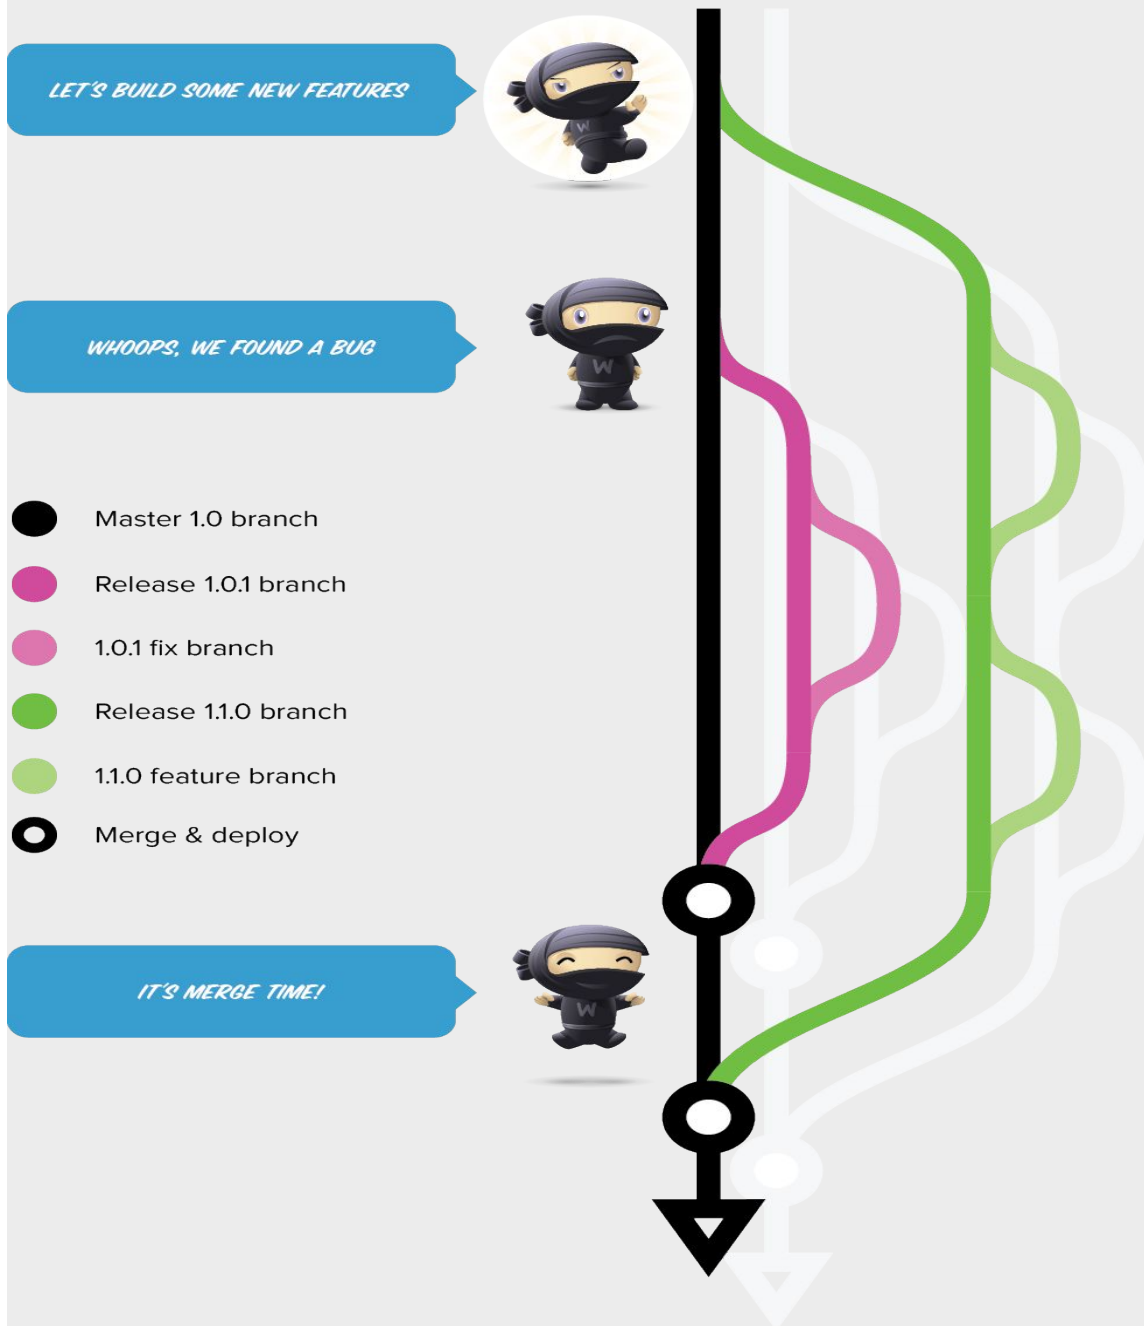 LET'S BUILD SOME NEW FEATURES
W
WHOOPS, WE FOUND A BUG
W
Master 1.0 branch
Release 1.0.1 branch
1.0.1 fix branch
Release 1.1.0 branch
1.1.0 feature branch
Merge & deploy
IT'S MERGE TIME!
W